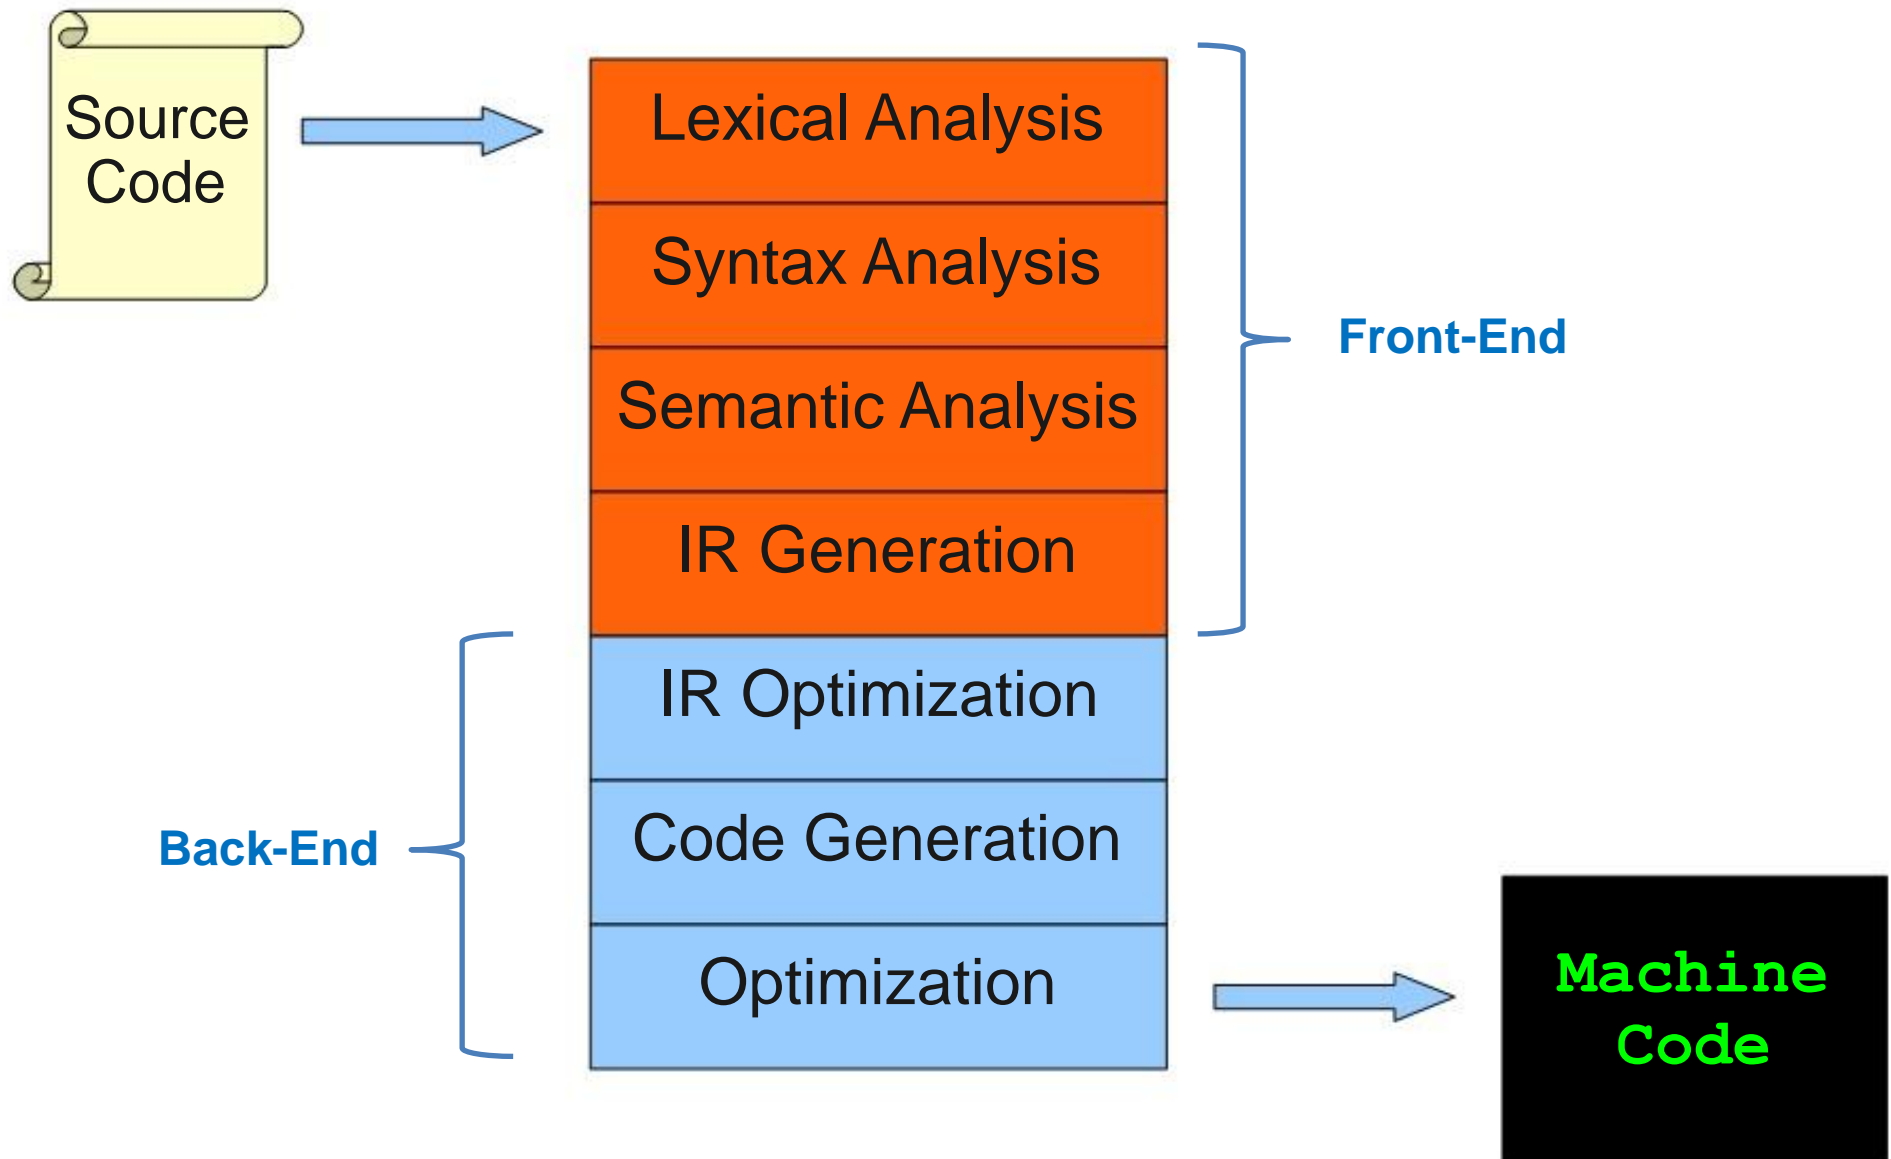 Source
Code
Lexical Analysis
Syntax Analysis
Semantic Analysis
IR Generation
Front-End
IR Optimization
Code Generation
Optimization
Back-End
Machine
Code